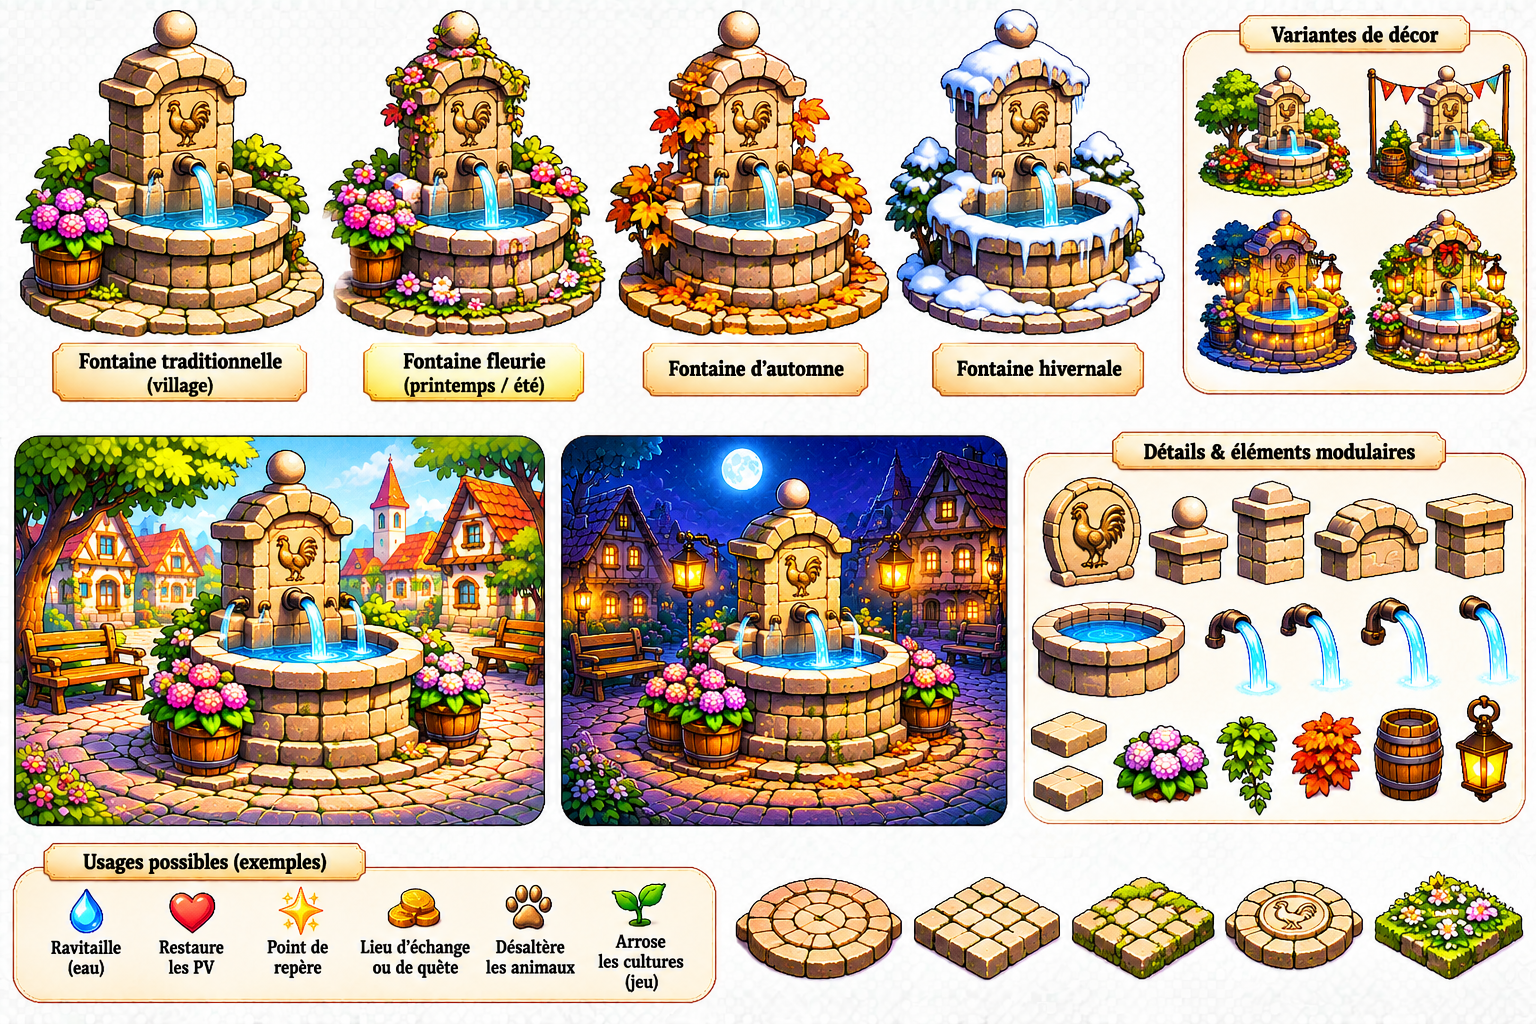 Variantes de décor
Fontaine traditionnelle
(village)
Fontaine fleurie
(printemps / été)
Fontaine d'automne
Fontaine hivernale
Détails & éléments modulaires
Usages possibles (exemples)
Ravitaille
(eau)
Restaure
les PV
Point de
repère
Lieu d'échange
ou de quête
Désaltère
les animaux
Arrose
les cultures
(jeu)